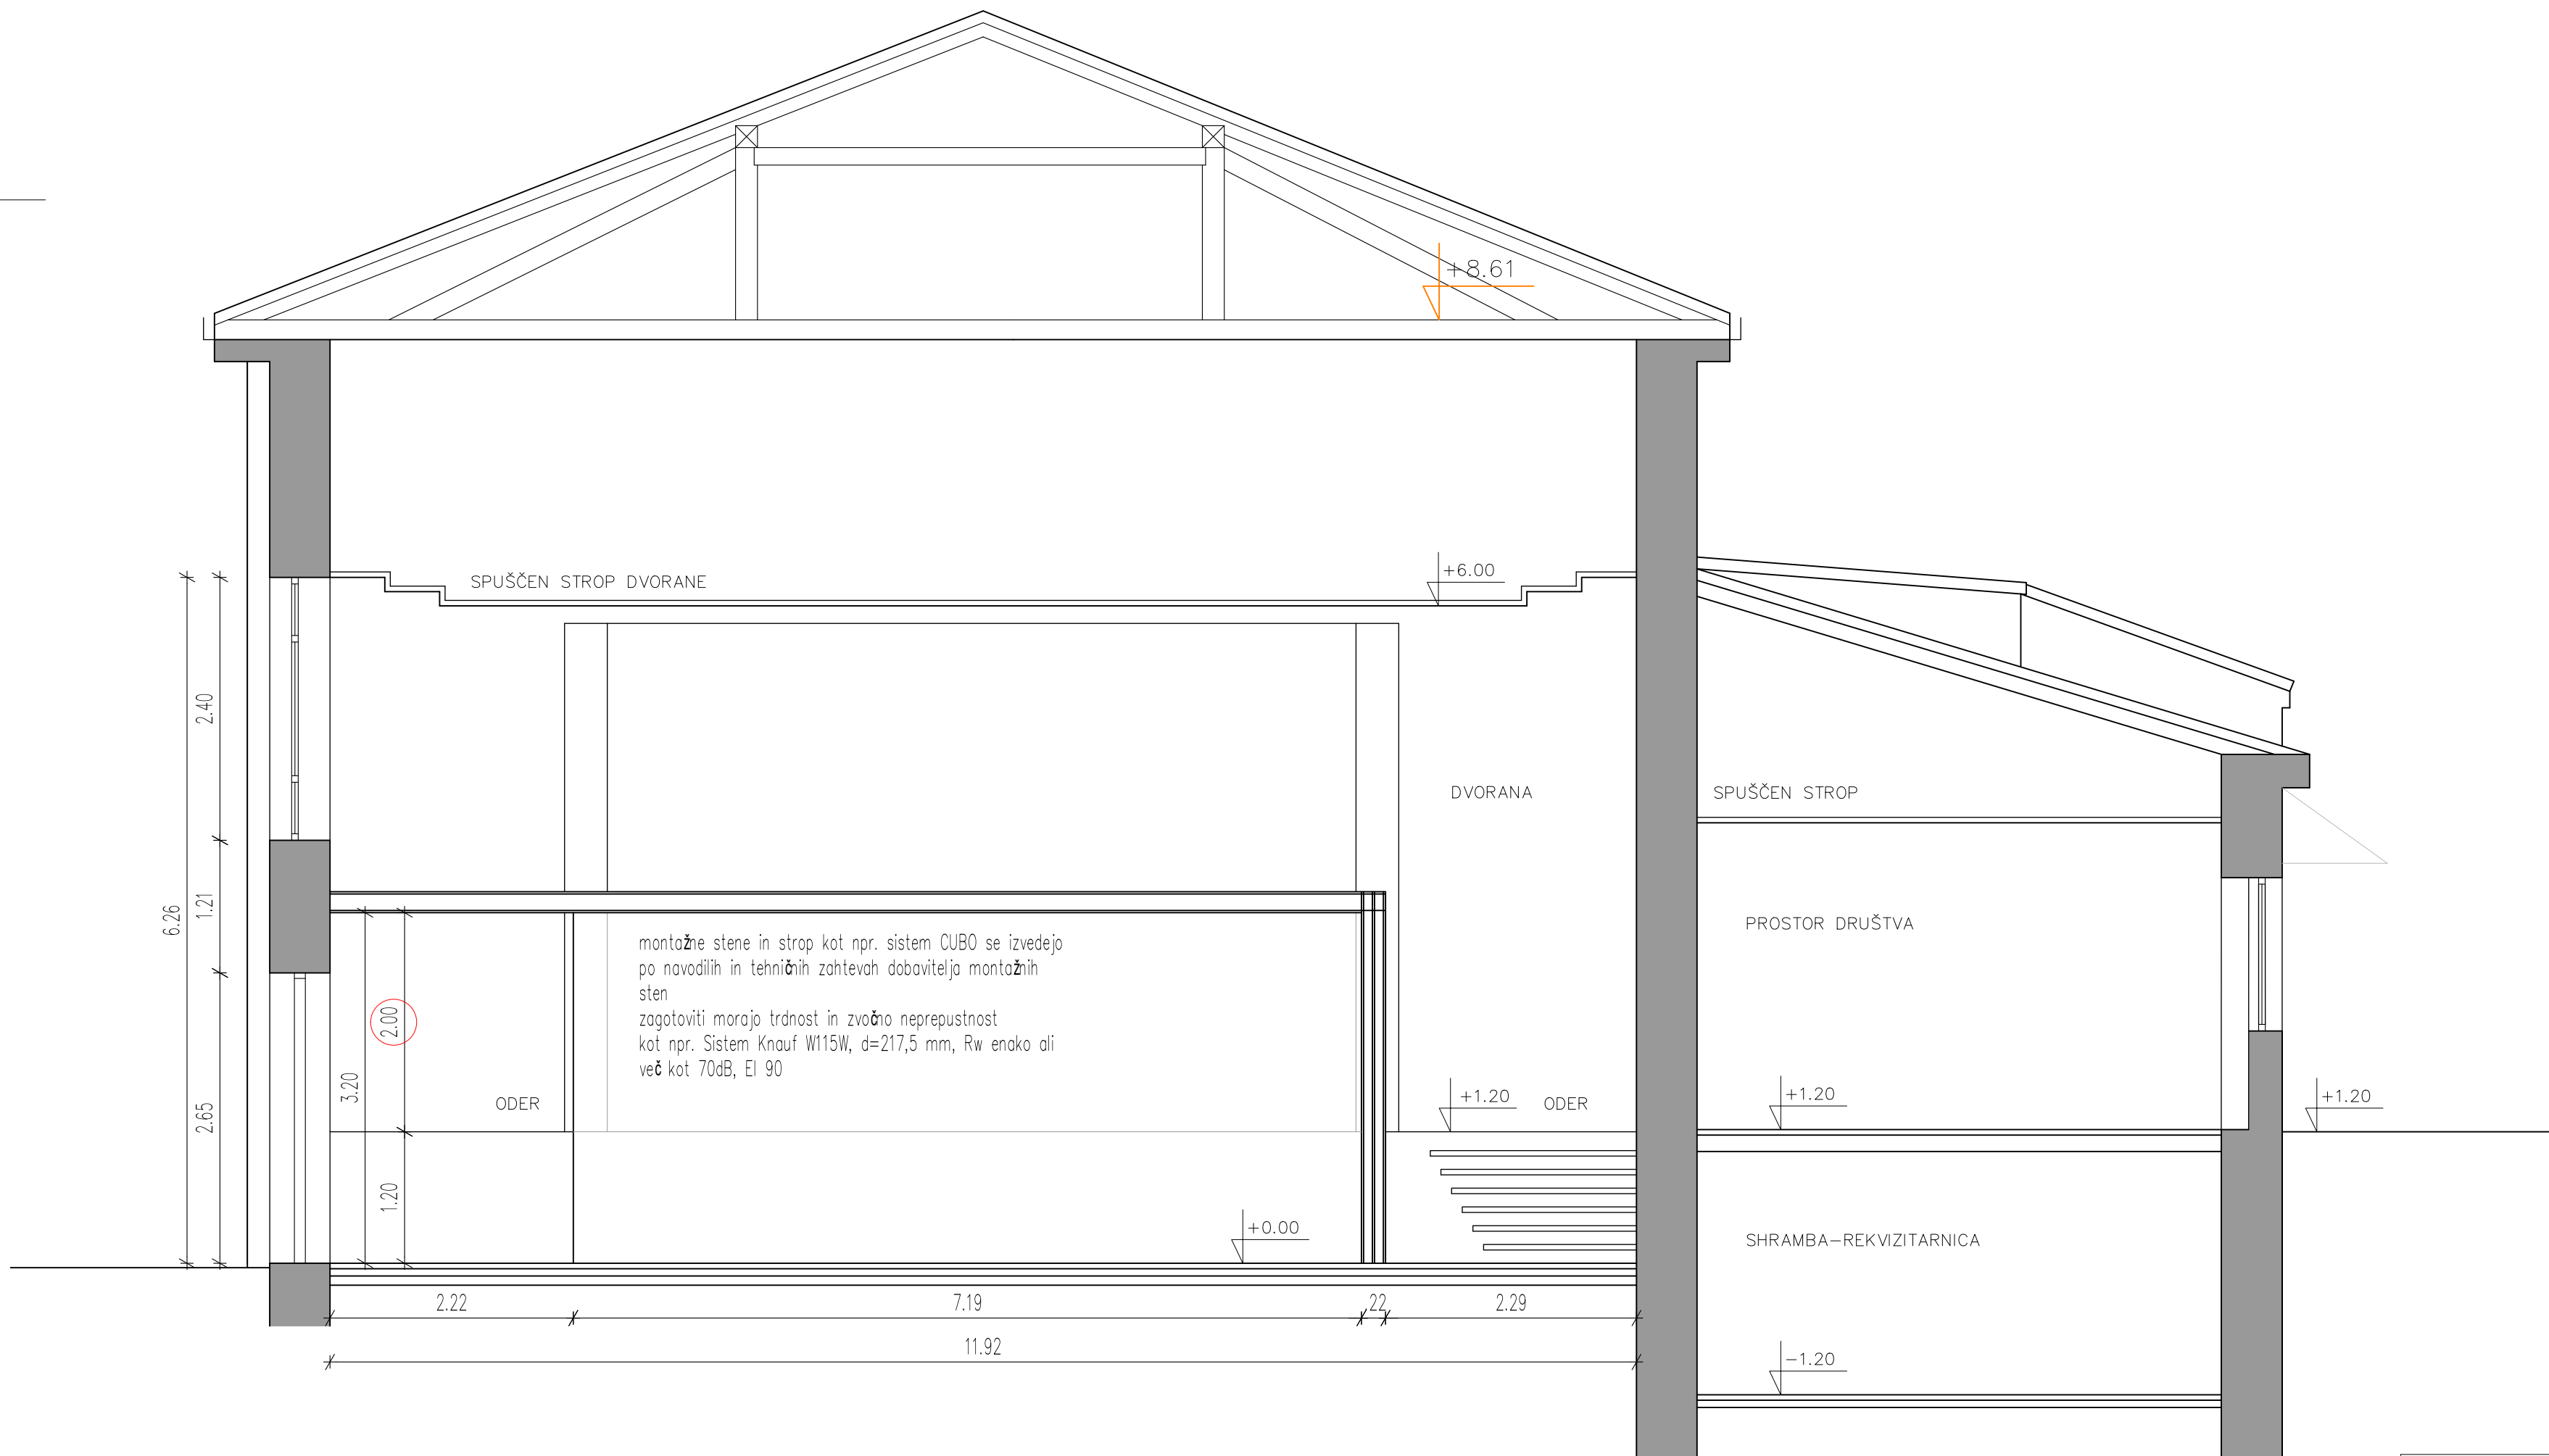 +8.61
SPUŠČEN STROP DVORANE
+6.00
2.40
1.21
6.26
2.65
DVORANA
SPUŠČEN STROP
montažne stene in strop kot npr. sistem CUBO se izvedejo
po navodilih in tehničnih zahtevah dobavitelja montažnih
sten
zagotoviti morajo trdnost in zvočno neprepustnost
kot npr. Sistem Knauf W115W, d=217,5 mm, Rw enako ali
več kot 70dB, EI 90
PROSTOR DRUŠTVA
2.00
3.20
1.20
ODER
+1.20
ODER
+1.20
+1.20
+0.00
SHRAMBA-REKVIZITARNICA
2.22
7.19
22
2.29
11.92
-1.20